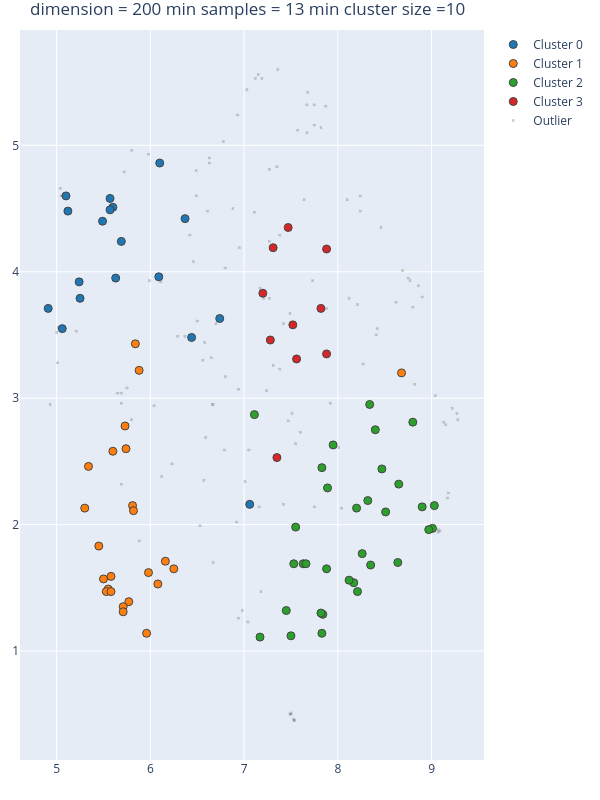 dimension = 200 min samples = 13 min cluster size =10
Cluster 0
Cluster 1
Cluster 2
Cluster 3
Outlier
5
4
3
2
1
5 6 7 8 9